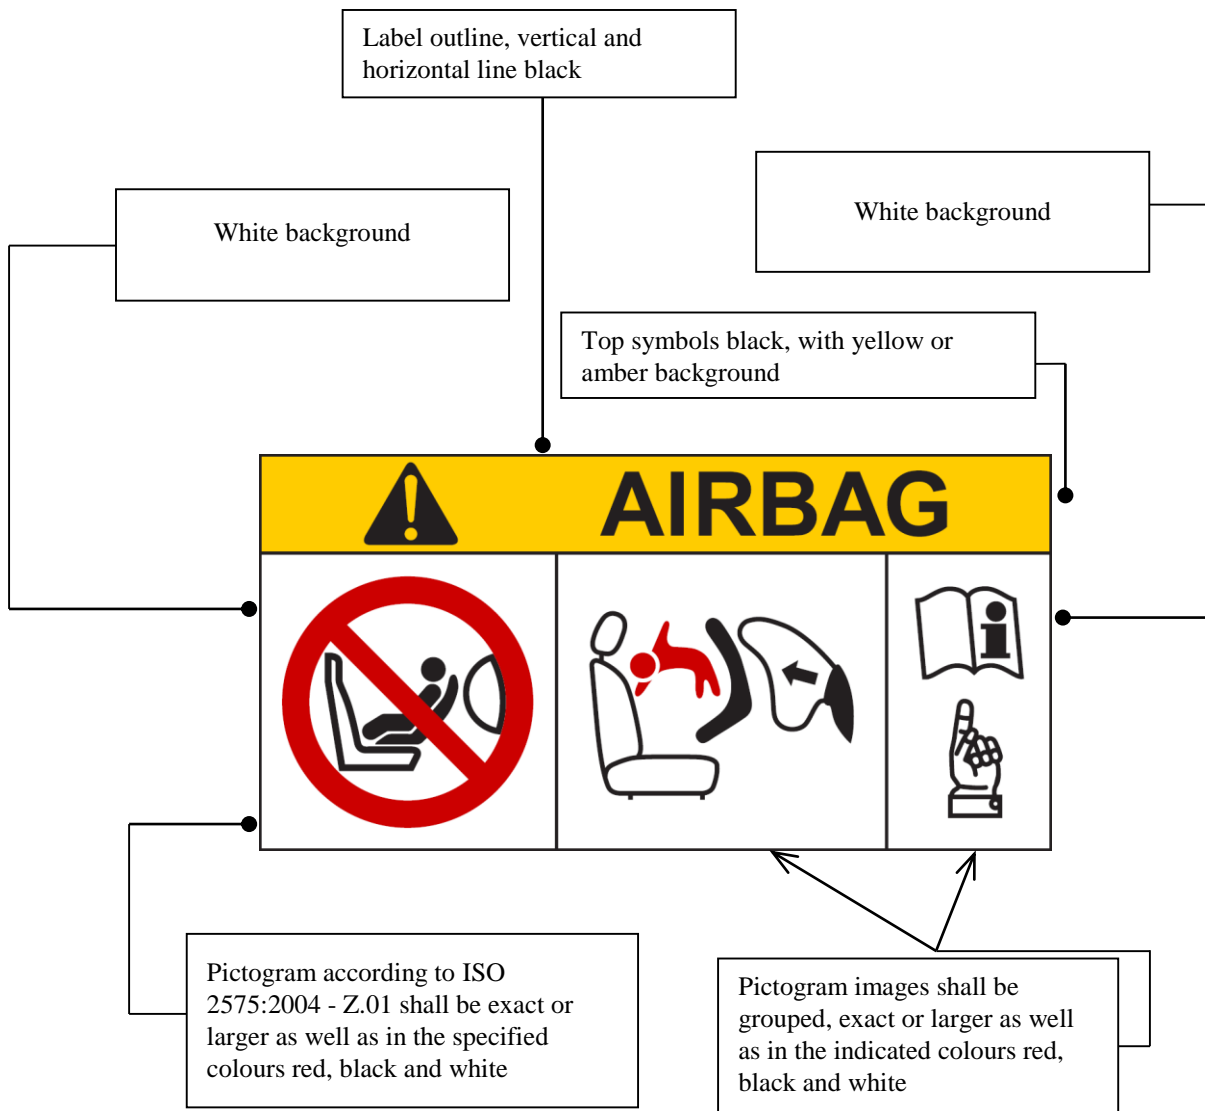 Label outline, vertical and
horizontal line black
White background
White background
Top symbols black, with yellow or
amber background
AIRBAG
Pictogram according to ISO
2575:2004 - Z.01 shall be exact or
larger as well as in the specified
colours red, black and white
Pictogram images shall be
grouped, exact or larger as well
as in the indicated colours red,
black and white